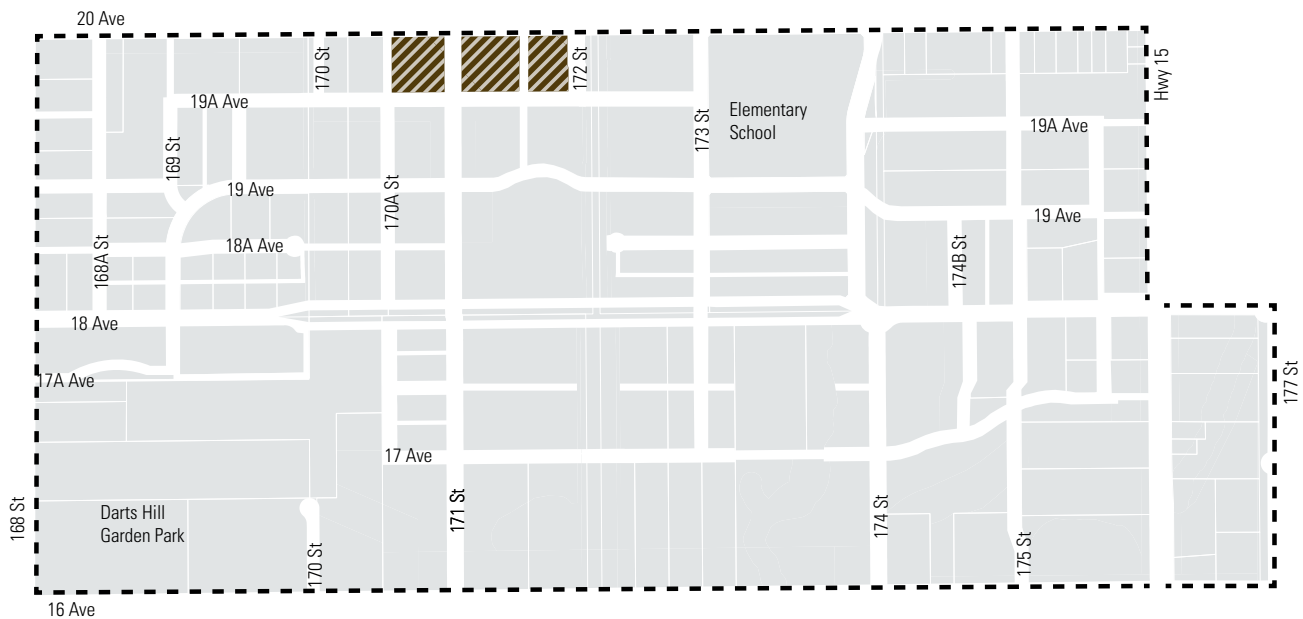 20 Ave
170 St
172 St
Hwy 15
19A Ave
Elementary
School
173 St
19A Ave
169 St
19 Ave
170A St
19 Ave
18A Ave
168A St
174B St
18 Ave
17A Ave
177 St
17 Ave
168 St
Darts Hill
Garden Park
171 St
174 St
170 St
175 St
16 Ave